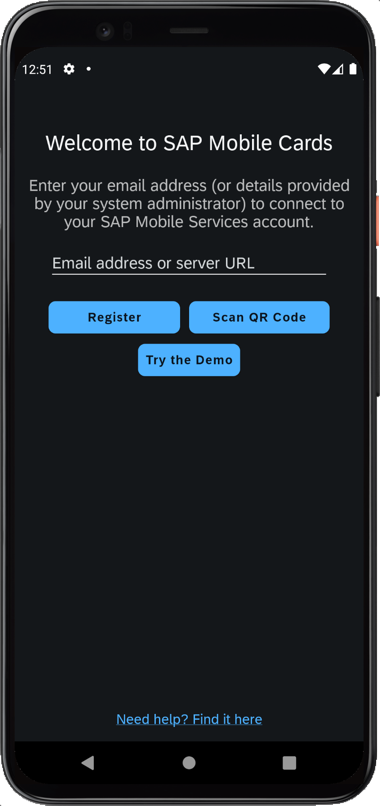 12:51
Welcome to SAP Mobile Cards
Enter your email address (or details provided
by your system administrator) to connect to
your SAP Mobile Services account.
Email address or server URL
Register
Scan QR Code
Try the Demo
Need help? Find it here